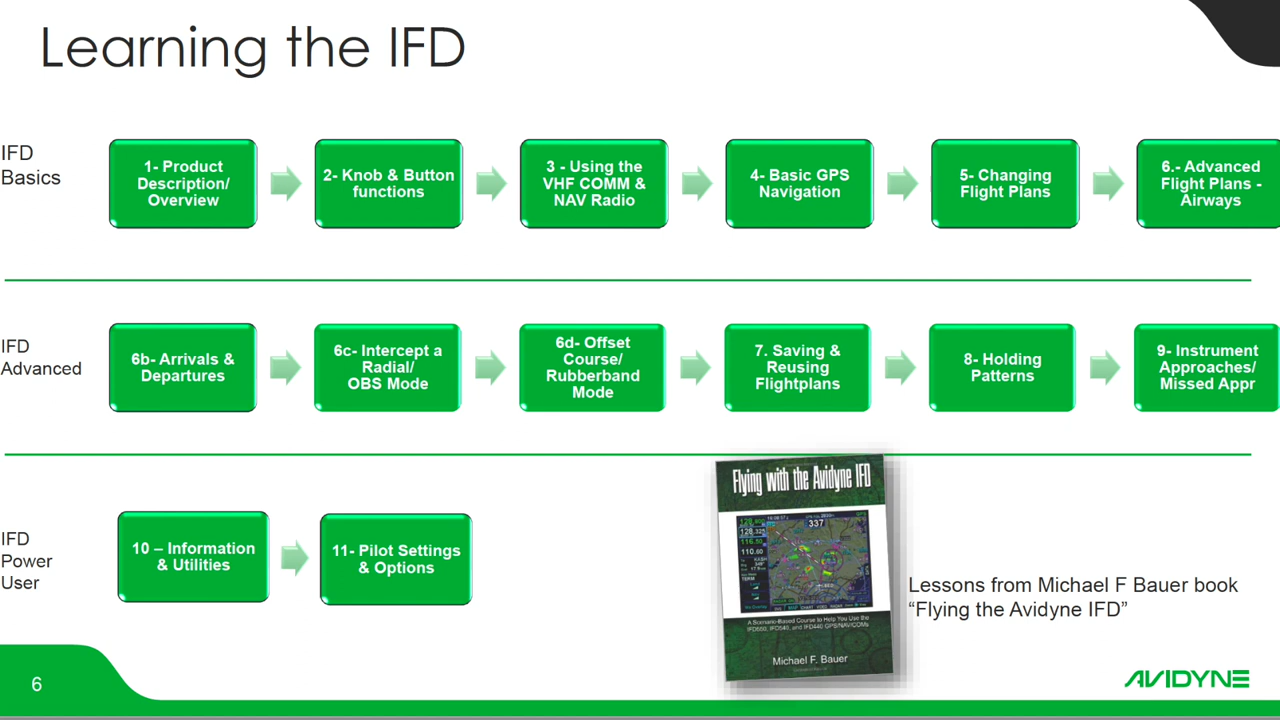 Learning the IFD
IFD
Basics
1- Product
Description/
Overview
2- Knob & Button
functions
3 - Using the
VHF COMM &
NAV Radio
4- Basic GPS
Navigation
5- Changing
Flight Plans
6.- Advanced
Flight Plans -
Airways
IFD
Advanced
6b- Arrivals &
Departures
6c- Intercept a
Radial/
OBS Mode
6d- Offset
Course/
Rubberband
Mode
7. Saving &
Reusing
Flightplans
8- Holding
Patterns
9- Instrument
Approaches/
Missed Appr
IFD
Power
User
10 – Information
& Utilities
11- Pilot Settings
& Options
Flying with the Avidyne IFD
337
128.325
116.50
110.60
A Scenario-Based Course to Help You Use the
IFD550, IFD540, and IFD440 GPS/NAV/COMs
Michael F. Bauer
Lessons from Michael F Bauer book
“Flying the Avidyne IFD”
6
AVIDYNE